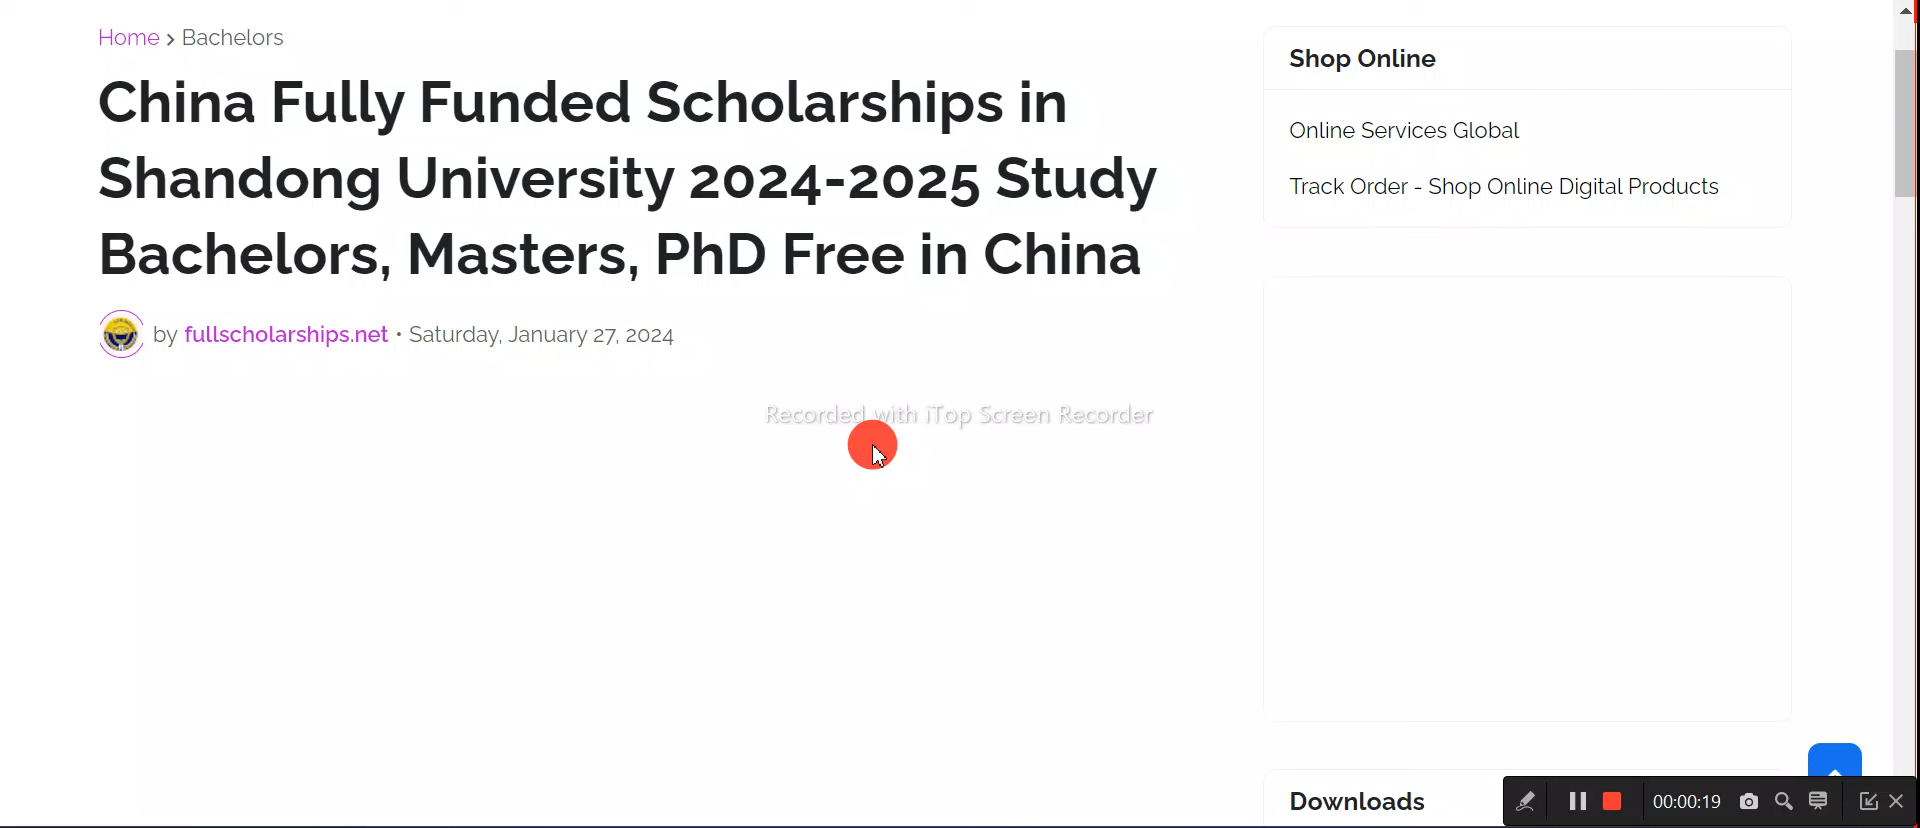 Home > Bachelors
China Fully Funded Scholarships in
Shandong University 2024-2025 Study
Bachelors, Masters, PhD Free in China
by fullscholarships.net • Saturday, January 27, 2024
Recorded with iTop Screen Recorder
Shop Online
Online Services Global
Track Order - Shop Online Digital Products
Downloads
00:00:19